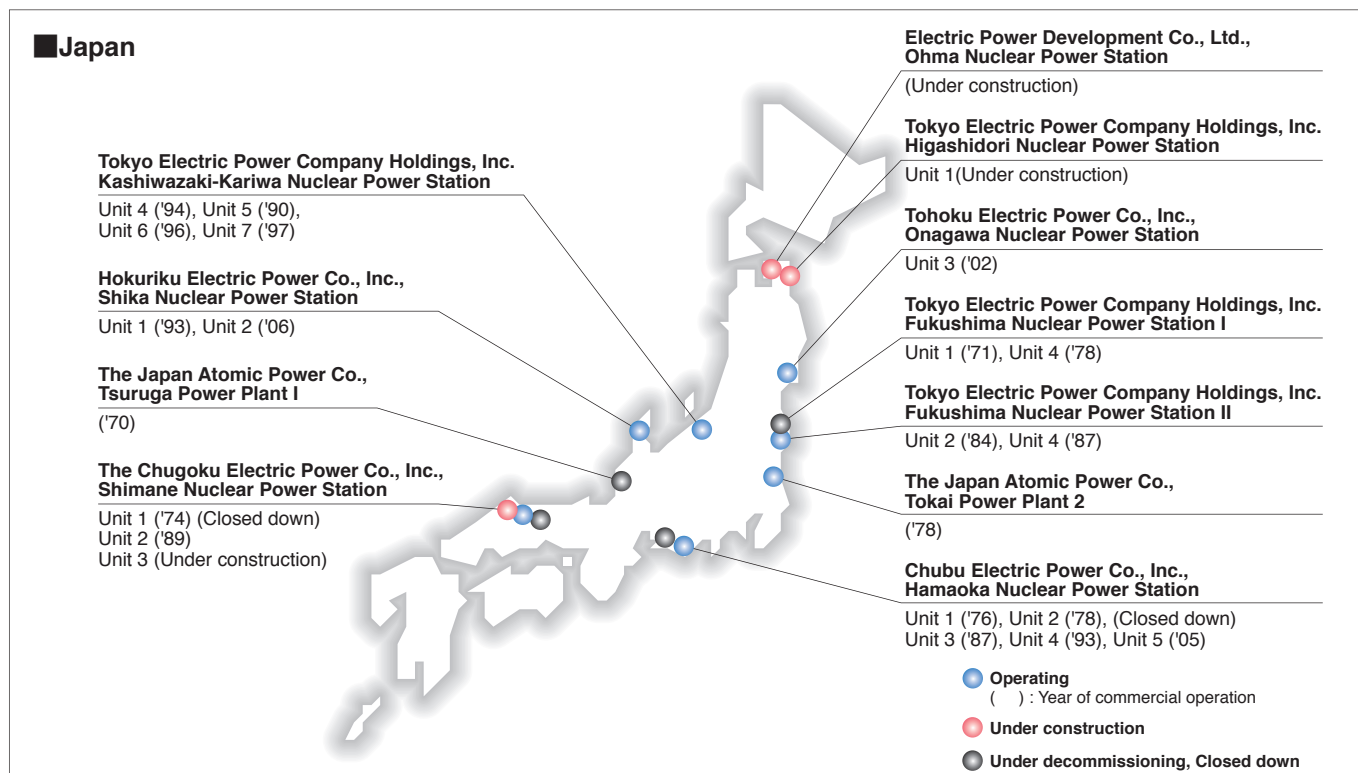 ■Japan
Tokyo Electric Power Company Holdings, Inc.
Kashiwazaki-Kariwa Nuclear Power Station
Unit 4 ('94), Unit 5 ('90),
Unit 6 ('96), Unit 7 ('97)
Hokuriku Electric Power Co., Inc.,
Shika Nuclear Power Station
Unit 1 ('93), Unit 2 ('06)
The Japan Atomic Power Co.,
Tsuruga Power Plant I
('70)
The Chugoku Electric Power Co., Inc.,
Shimane Nuclear Power Station
Unit 1 ('74) (Closed down)
Unit 2 ('89)
Unit 3 (Under construction)
Electric Power Development Co., Ltd.,
Ohma Nuclear Power Station
(Under construction)
Tokyo Electric Power Company Holdings, Inc.
Higashidori Nuclear Power Station
Unit 1(Under construction)
Tohoku Electric Power Co., Inc.,
Onagawa Nuclear Power Station
Unit 3 ('02)
Tokyo Electric Power Company Holdings, Inc.
Fukushima Nuclear Power Station I
Unit 1 ('71), Unit 4 ('78)
Tokyo Electric Power Company Holdings, Inc.
Fukushima Nuclear Power Station II
Unit 2 ('84), Unit 4 ('87)
The Japan Atomic Power Co.,
Tokai Power Plant 2
('78)
Chubu Electric Power Co., Inc.,
Hamaoka Nuclear Power Station
Unit 1 ('76), Unit 2 ('78), (Closed down)
Unit 3 ('87), Unit 4 ('93), Unit 5 ('05)
Operating
( ) : Year of commercial operation
Under construction
Under decommissioning, Closed down